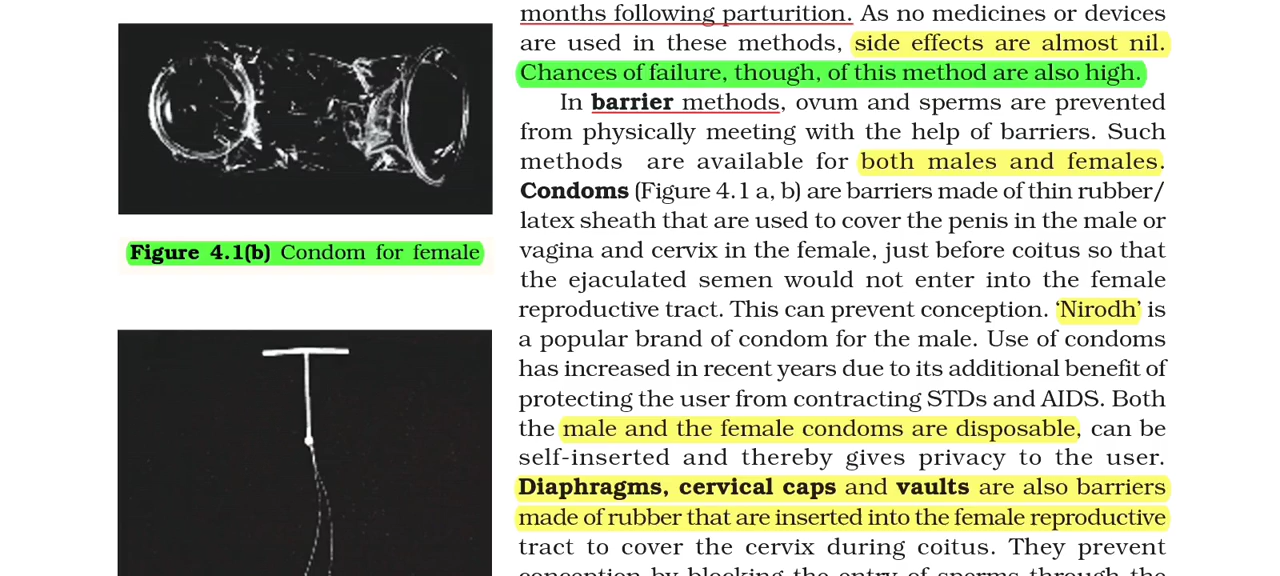 months following parturition. As no medicines or devices
are used in these methods, side effects are almost nil.
Chances of failure, though, of this method are also high.
In barrier methods, ovum and sperms are prevented
from physically meeting with the help of barriers. Such
methods are available for both males and females.
Condoms (Figure 4.1 a, b) are barriers made of thin rubber/
latex sheath that are used to cover the penis in the male or
vagina and cervix in the female, just before coitus so that
the ejaculated semen would not enter into the female
reproductive tract. This can prevent conception. ‘Nirodh’ is
a popular brand of condom for the male. Use of condoms
has increased in recent years due to its additional benefit of
protecting the user from contracting STDs and AIDS. Both
the male and the female condoms are disposable, can be
self-inserted and thereby gives privacy to the user.
Diaphragms, cervical caps and vaults are also barriers
made of rubber that are inserted into the female reproductive
tract to cover the cervix during coitus. They prevent
conception by blocking the entry of sperms through the
Figure 4.1(b) Condom for female